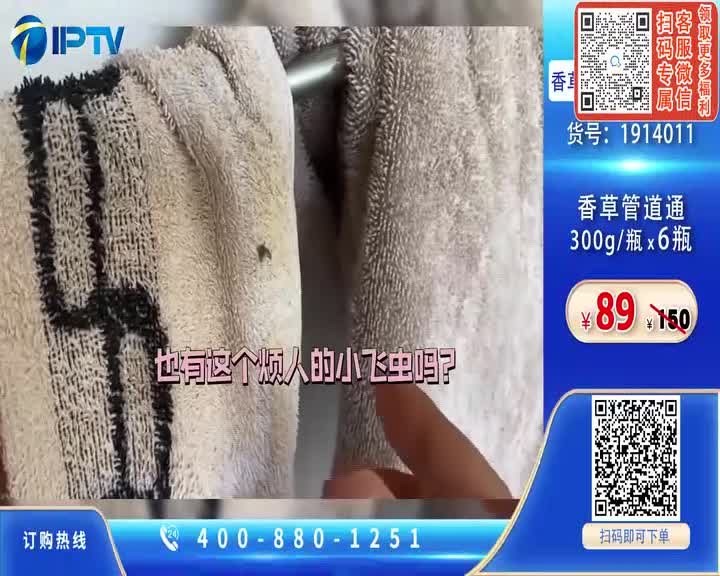 IPTV
领取更多福利
客服微信
扫码专属
香草
货号：1914011
香草管道通
300g/瓶x6瓶
¥89 ¥150
也有这个烦人的小飞虫吗？
扫码即可下单
订购热线
24
400-880-1251